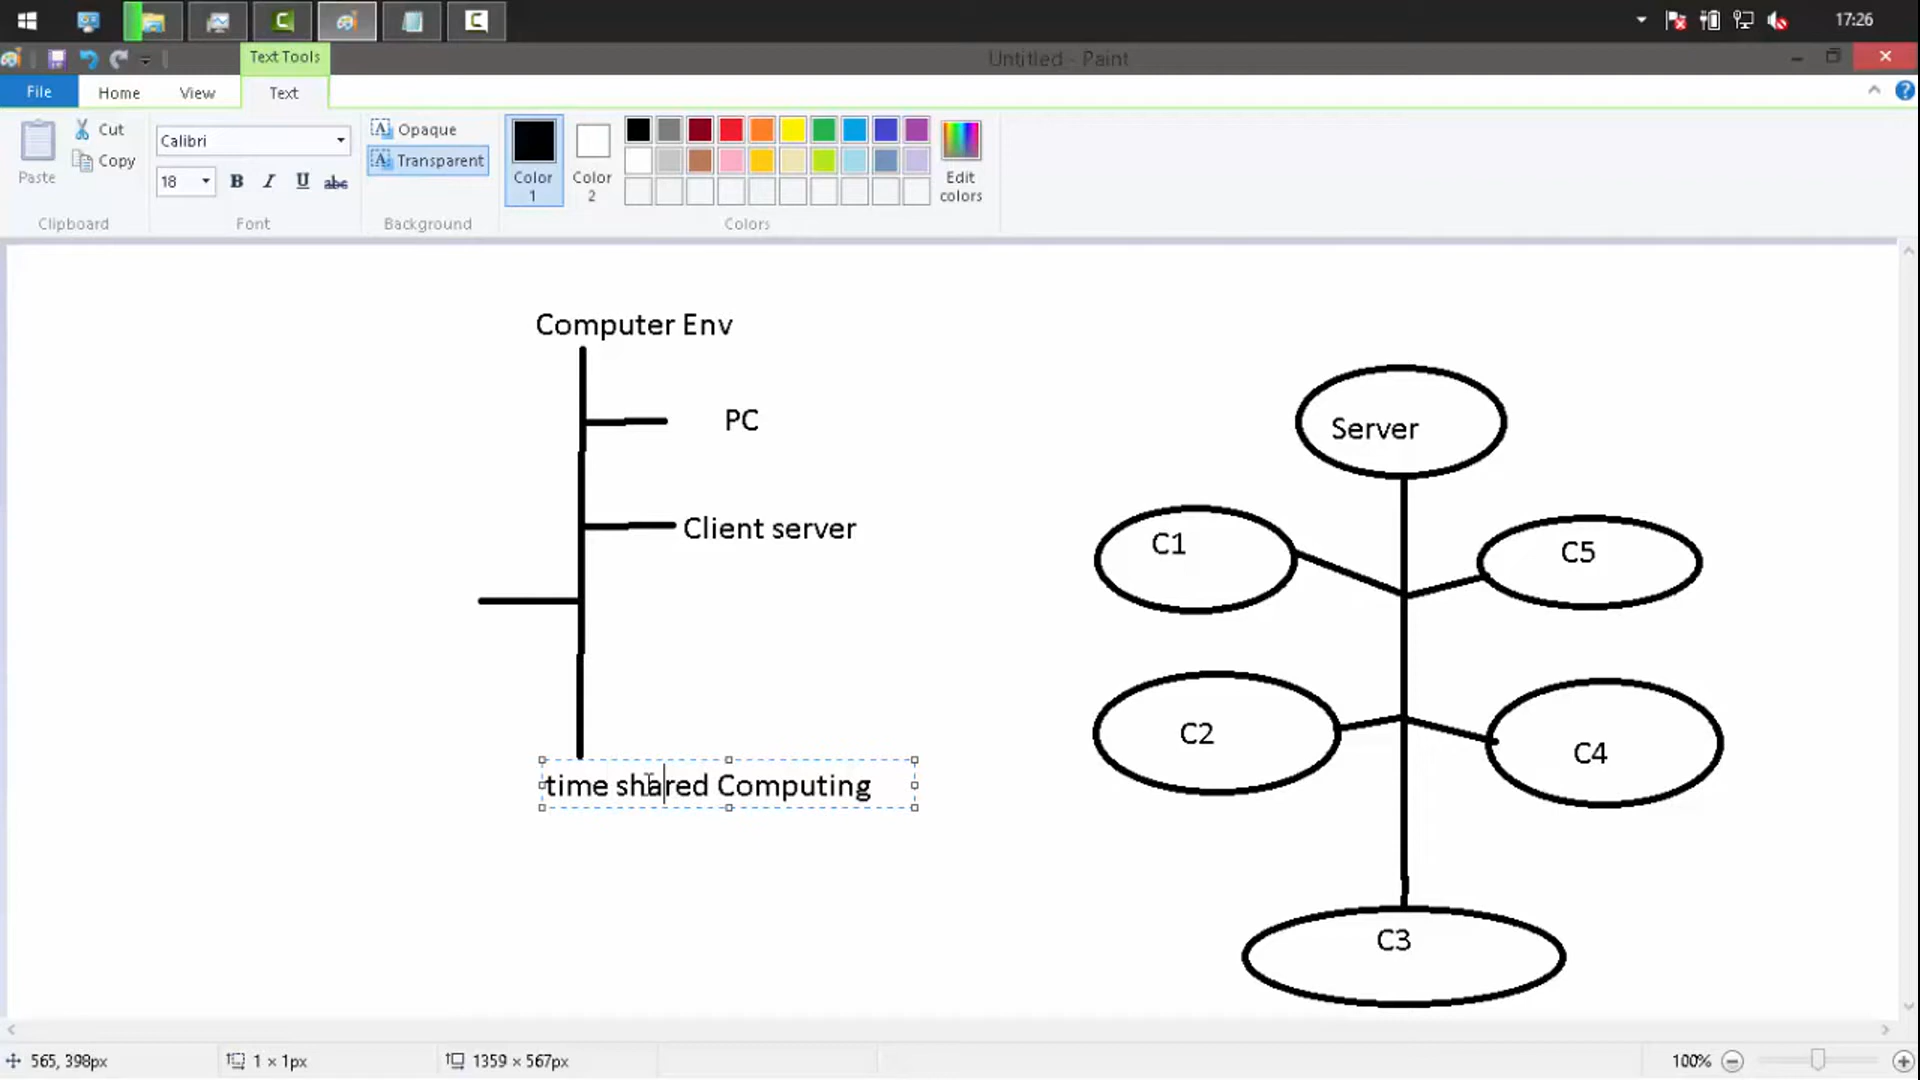 17:26
Text Tools
Untitled - Paint
File
Home
View
Text
Paste
Cut
Copy
Clipboard
Calibri
18
B
I
U
abc
Font
A Opaque
A Transparent
Background
Color 1
Color 2
Edit colors
Colors
Computer Env
PC
Client server
time shared Computing
Server
C1
C5
C2
C4
C3
565, 398px
1 × 1px
1359 × 567px
100%